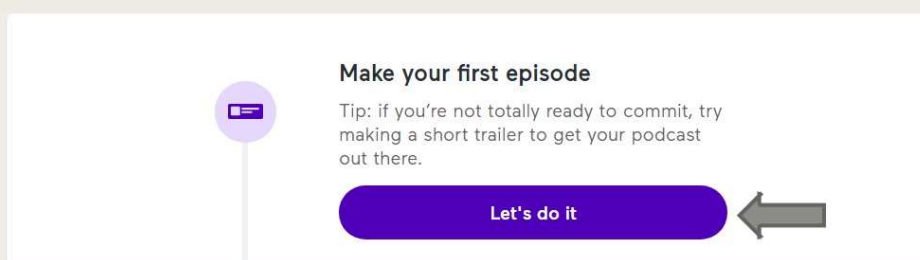 Make your first episode
Tip: if you’re not totally ready to commit, try
making a short trailer to get your podcast
out there.
Let's do it